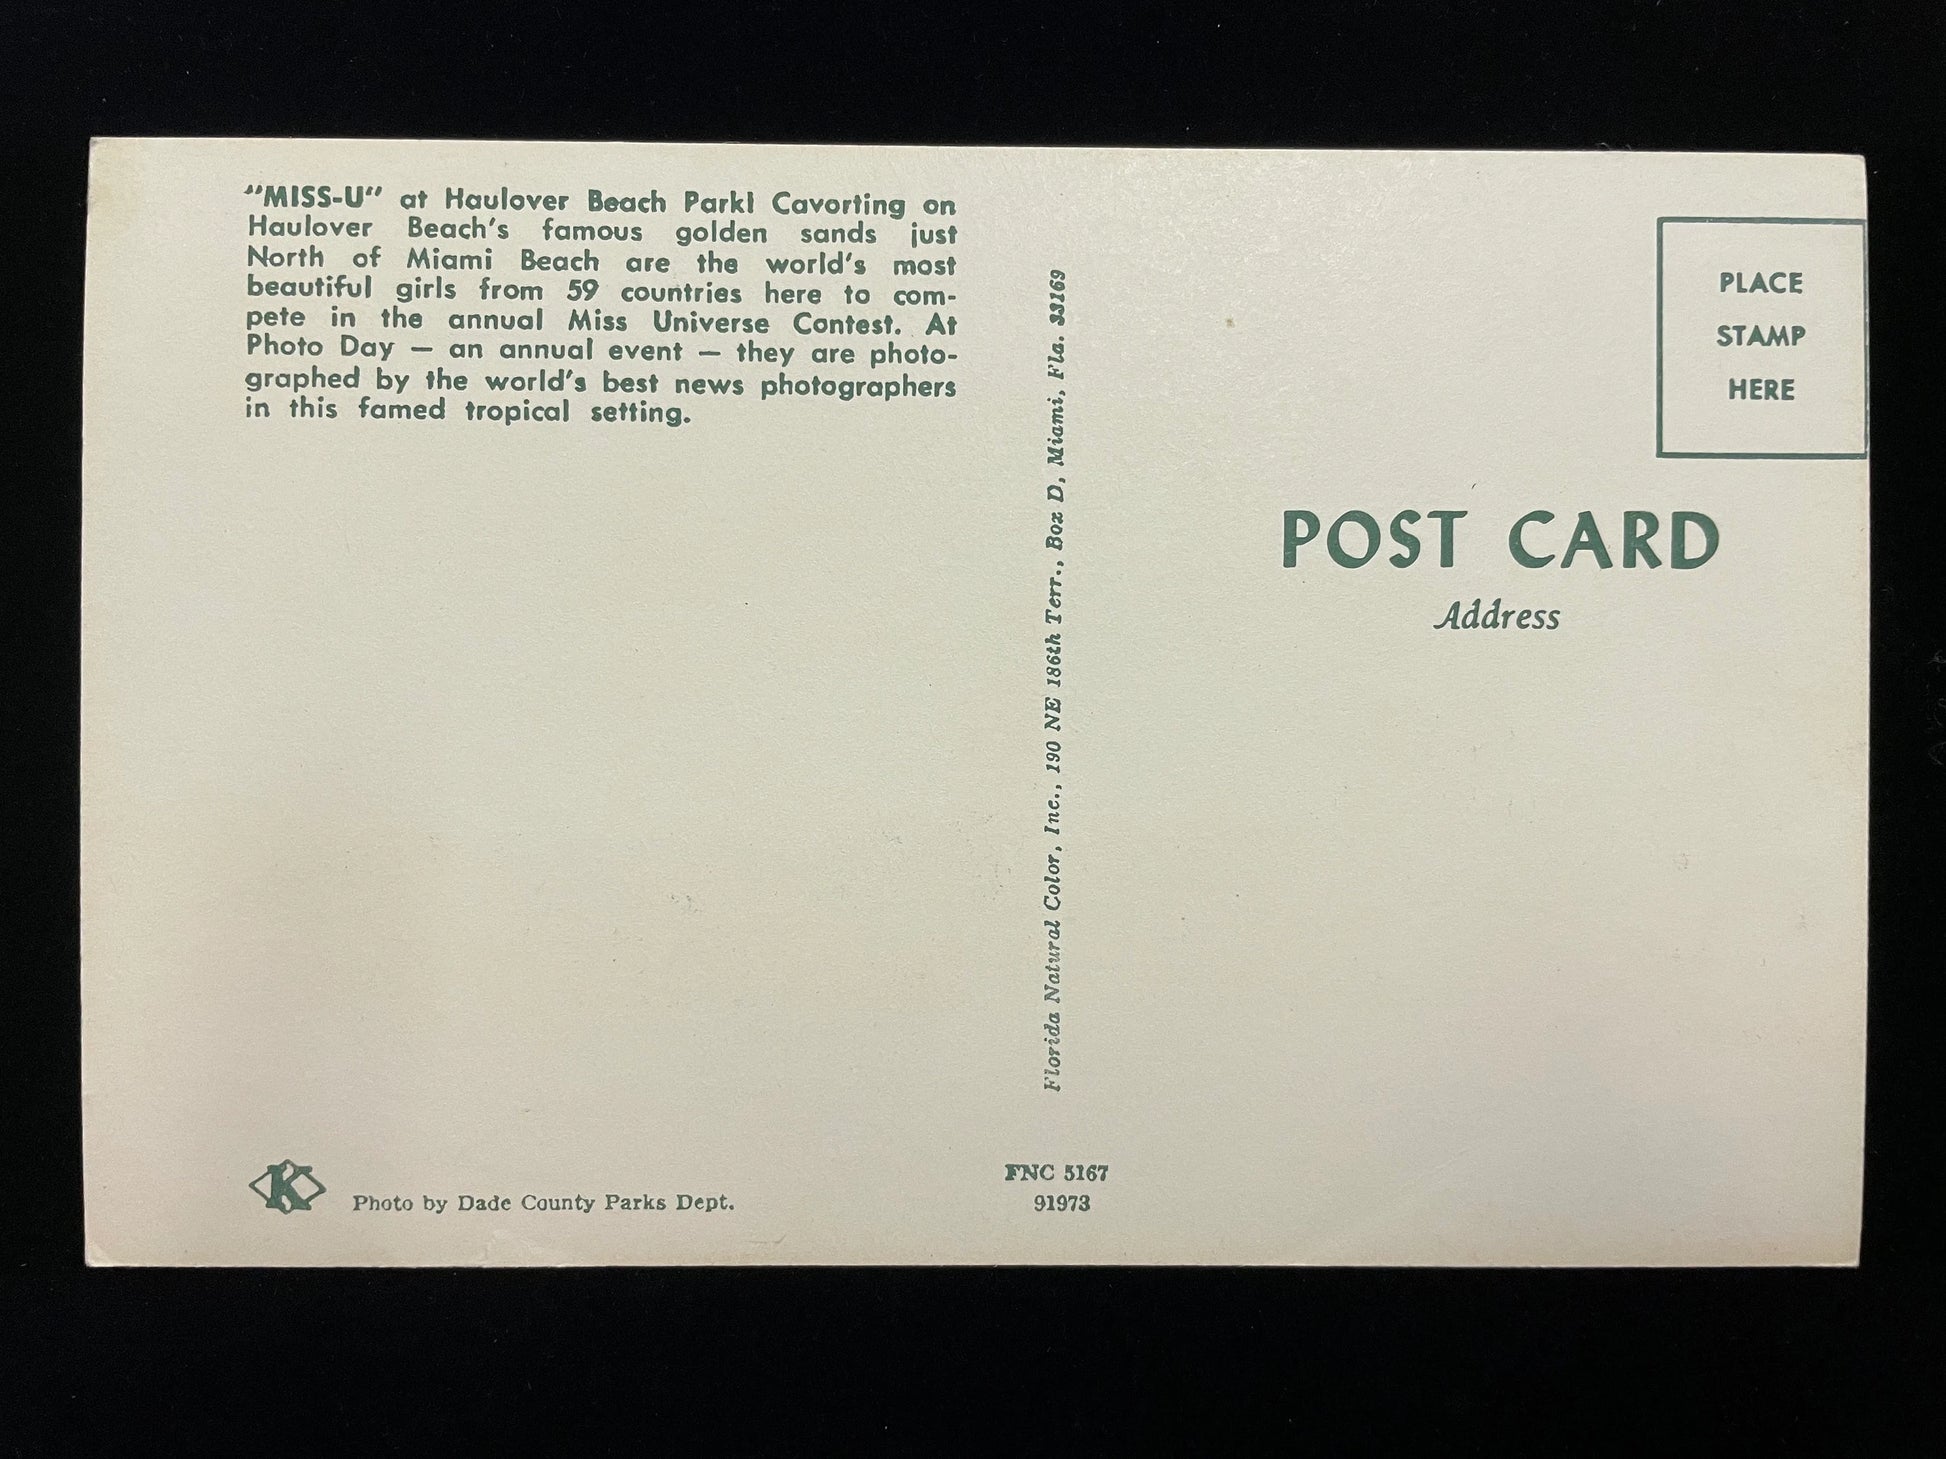 "MISS-U" at Haulover Beach Park! Cavorting on
Haulover Beach's famous golden sands just
North of Miami Beach are the world's most
beautiful girls from 59 countries here to com-
pete in the annual Miss Universe Contest. At
Photo Day — an annual event — they are photo-
graphed by the world's best news photographers
in this famed tropical setting.
Florida Natural Color, Inc., 190 NE 186th Terr., Box D, Miami, Fla. 33169
PLACE
STAMP
HERE
POST CARD
Address
K
Photo by Dade County Parks Dept.
FNC 5167
91973